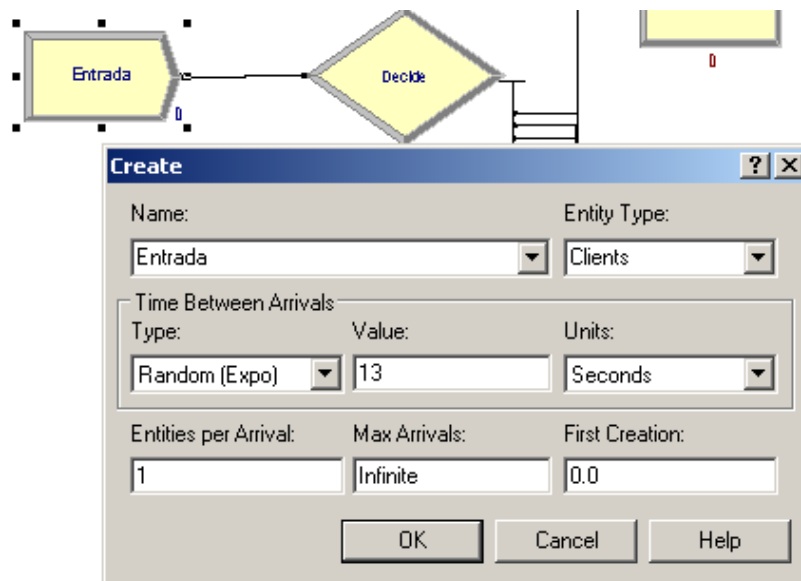 Entrada
Decide
0
0
Create
Name:
Entity Type:
Entrada
Clients
Time Between Arrivals
Type:
Value:
Units:
Random (Expo)
13
Seconds
Entities per Arrival:
Max Arrivals:
First Creation:
1
Infinite
0.0
OK
Cancel
Help